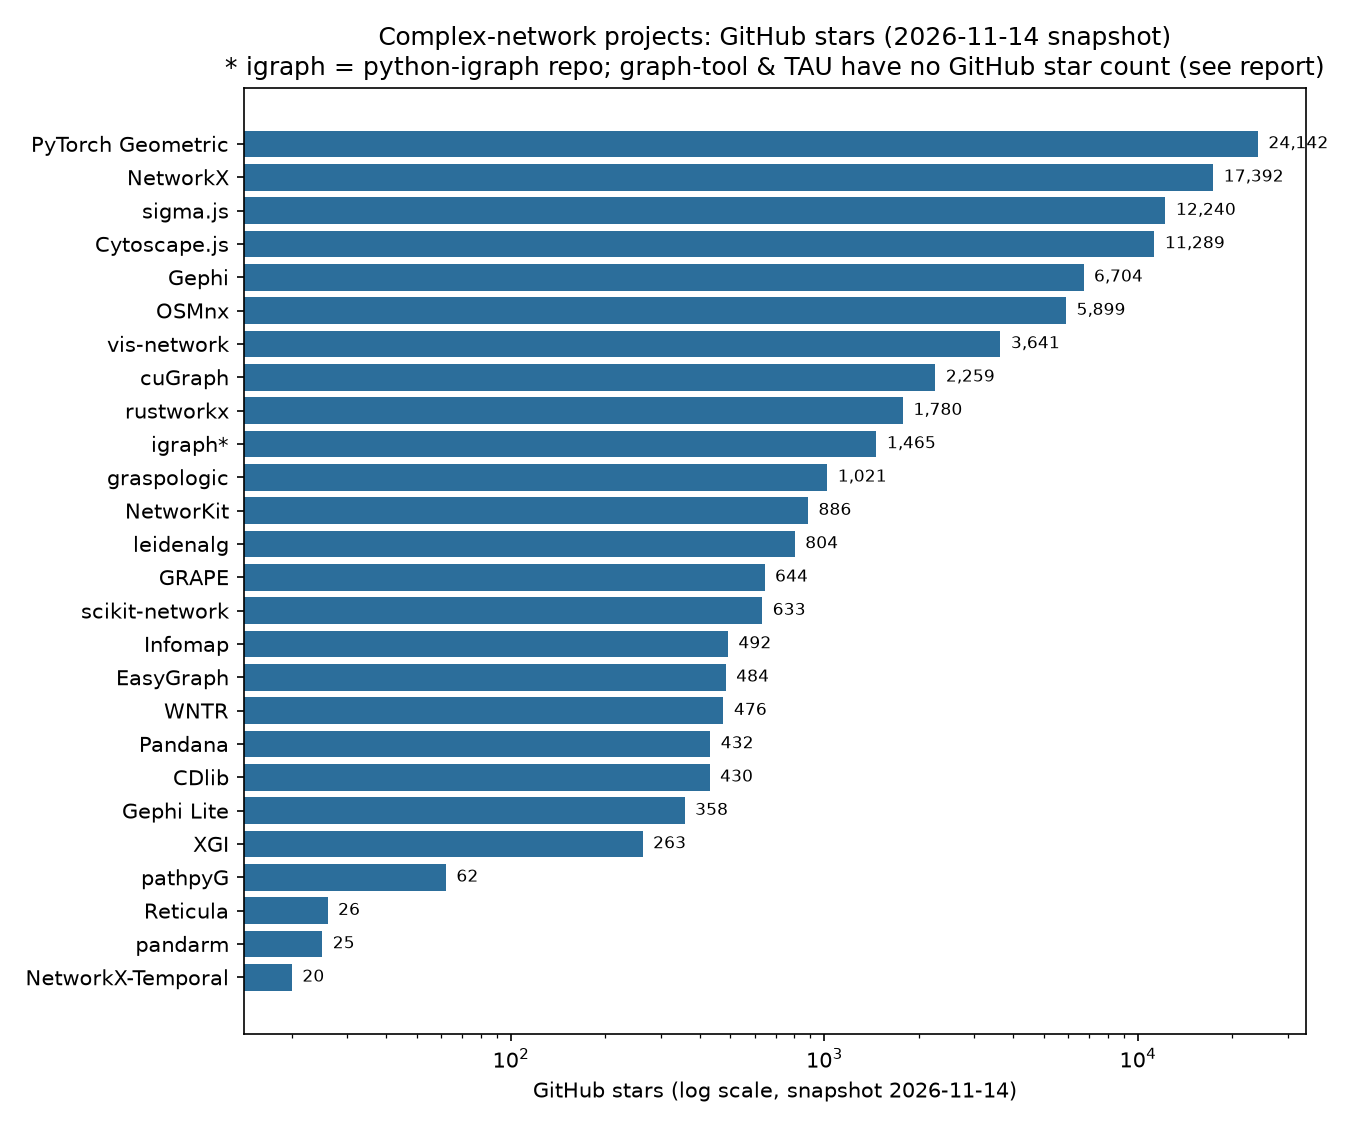 Complex-network projects: GitHub stars (2026-11-14 snapshot)
* igraph = python-igraph repo; graph-tool & TAU have no GitHub star count (see report)
PyTorch Geometric 24,142
NetworkX 17,392
sigma.js 12,240
Cytoscape.js 11,289
Gephi 6,704
OSMnx 5,899
vis-network 3,641
cuGraph 2,259
rustworkx 1,780
igraph* 1,465
graspologic 1,021
NetworKit 886
leidenalg 804
GRAPE 644
scikit-network 633
Infomap 492
EasyGraph 484
WNTR 476
Pandana 432
CDlib 430
Gephi Lite 358
XGI 263
pathpyG 62
Reticula 26
pandarm 25
NetworkX-Temporal 20
10² 10³ 10⁴
GitHub stars (log scale, snapshot 2026-11-14)